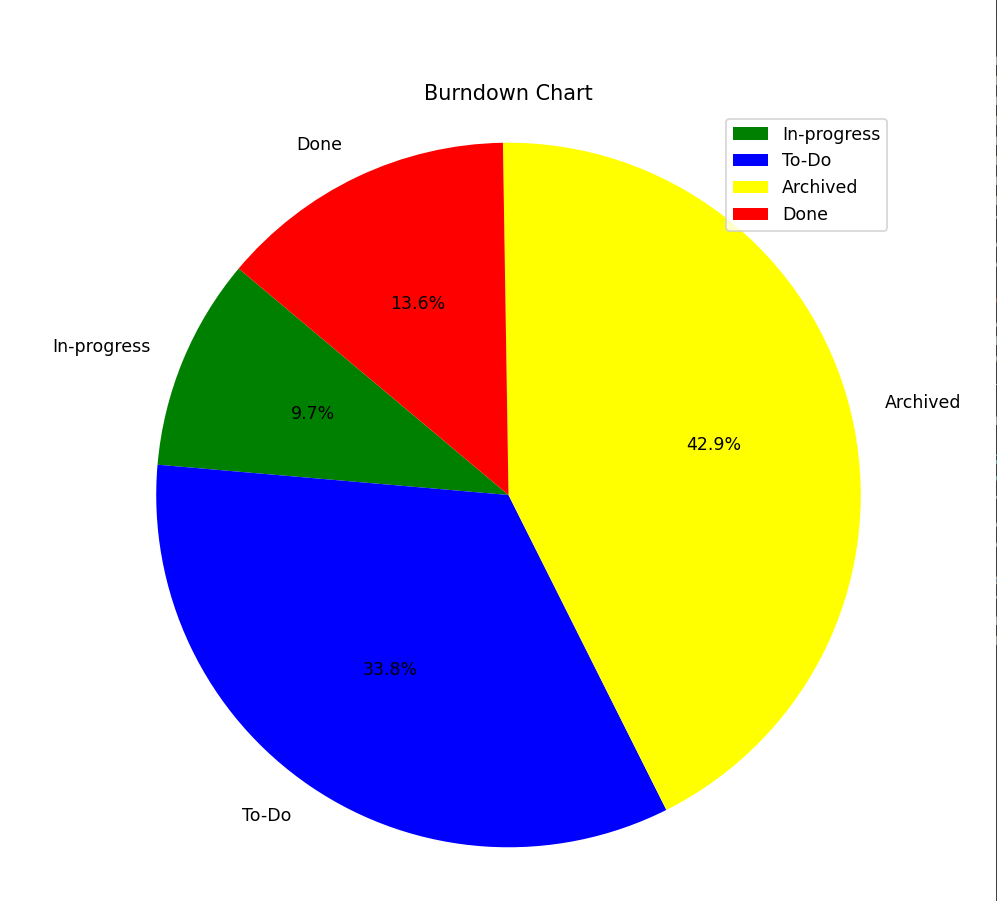 Burndown Chart
Done
In-progress
To-Do
Archived
Done
13.6%
In-progress
9.7%
Archived
42.9%
33.8%
To-Do